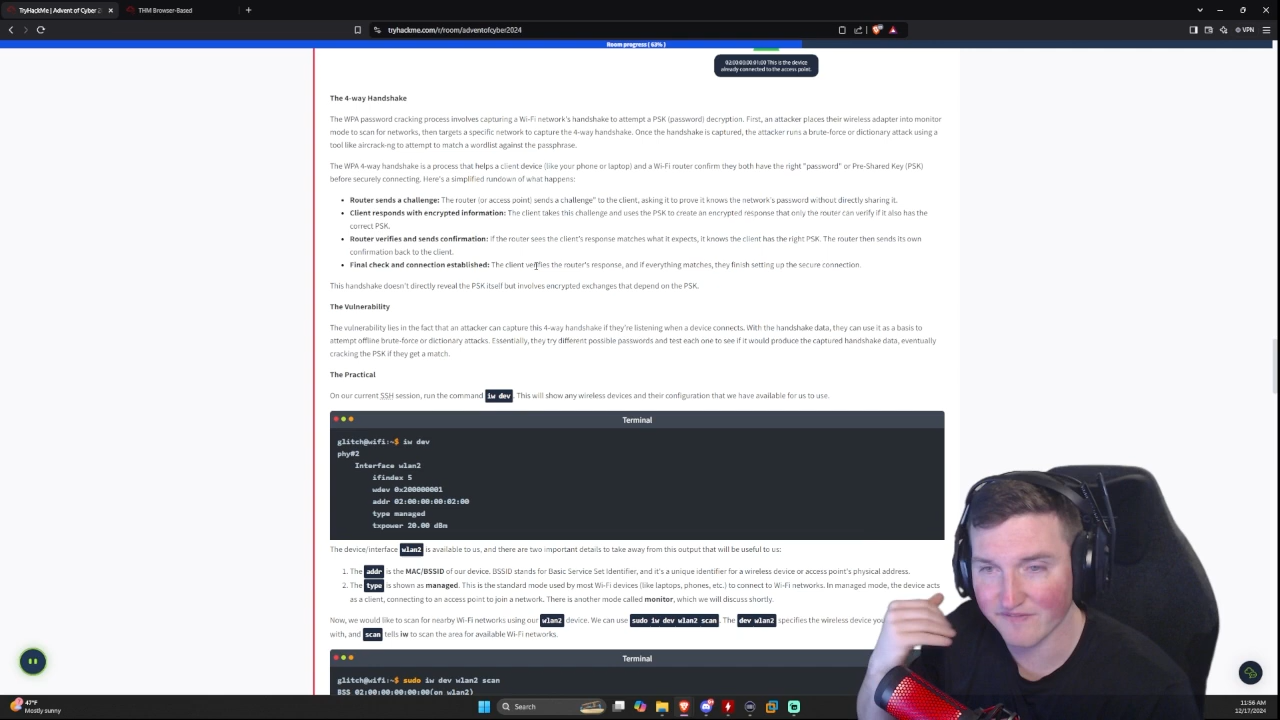 TryHackMe | Advent of Cyber 2
THM Browser-Based
tryhackme.com/r/room/adventofcyber2024
VPN
Room progress ( 63% )
02:00:00:00:01:00 This is the device
already connected to the access point.
The 4-way Handshake
The WPA password cracking process involves capturing a Wi-Fi network's handshake to attempt a PSK (password) decryption. First, an attacker places their wireless adapter into monitor
mode to scan for networks, then targets a specific network to capture the 4-way handshake. Once the handshake is captured, the attacker runs a brute-force or dictionary attack using a
tool like aircrack-ng to attempt to match a wordlist against the passphrase.
The WPA 4-way handshake is a process that helps a client device (like your phone or laptop) and a Wi-Fi router confirm they both have the right "password" or Pre-Shared Key (PSK)
before securely connecting. Here's a simplified rundown of what happens:
• Router sends a challenge: The router (or access point) sends a challenge" to the client, asking it to prove it knows the network's password without directly sharing it.
• Client responds with encrypted information: The client takes this challenge and uses the PSK to create an encrypted response that only the router can verify if it also has the
correct PSK.
• Router verifies and sends confirmation: If the router sees the client's response matches what it expects, it knows the client has the right PSK. The router then sends its own
confirmation back to the client.
• Final check and connection established: The client verifies the router's response, and if everything matches, they finish setting up the secure connection.
This handshake doesn't directly reveal the PSK itself but involves encrypted exchanges that depend on the PSK.
The Vulnerability
The vulnerability lies in the fact that an attacker can capture this 4-way handshake if they're listening when a device connects. With the handshake data, they can use it as a basis to
attempt offline brute-force or dictionary attacks. Essentially, they try different possible passwords and test each one to see if it would produce the captured handshake data, eventually
cracking the PSK if they get a match.
The Practical
On our current SSH session, run the command iw dev. This will show any wireless devices and their configuration that we have available for us to use.
Terminal
glitch@wifi:~$ iw dev
phy#2
Interface wlan2
ifindex 5
wdev 0x200000001
addr 02:00:00:00:02:00
type managed
txpower 20.00 dBm
The device/interface wlan2 is available to us, and there are two important details to take away from this output that will be useful to us:
1. The addr is the MAC/BSSID of our device. BSSID stands for Basic Service Set Identifier, and it's a unique identifier for a wireless device or access point's physical address.
2. The type is shown as managed. This is the standard mode used by most Wi-Fi devices (like laptops, phones, etc.) to connect to Wi-Fi networks. In managed mode, the device acts
as a client, connecting to an access point to join a network. There is another mode called monitor, which we will discuss shortly.
Now, we would like to scan for nearby Wi-Fi networks using our wlan2 device. We can use sudo iw dev wlan2 scan. The dev wlan2 specifies the wireless device you
with, and scan tells iw to scan the area for available Wi-Fi networks.
Terminal
glitch@wifi:~$ sudo iw dev wlan2 scan
BSS 02:00:00:00:00:00(on wlan2)
47°F
Mostly sunny
Search
11:56 AM
12/17/2024